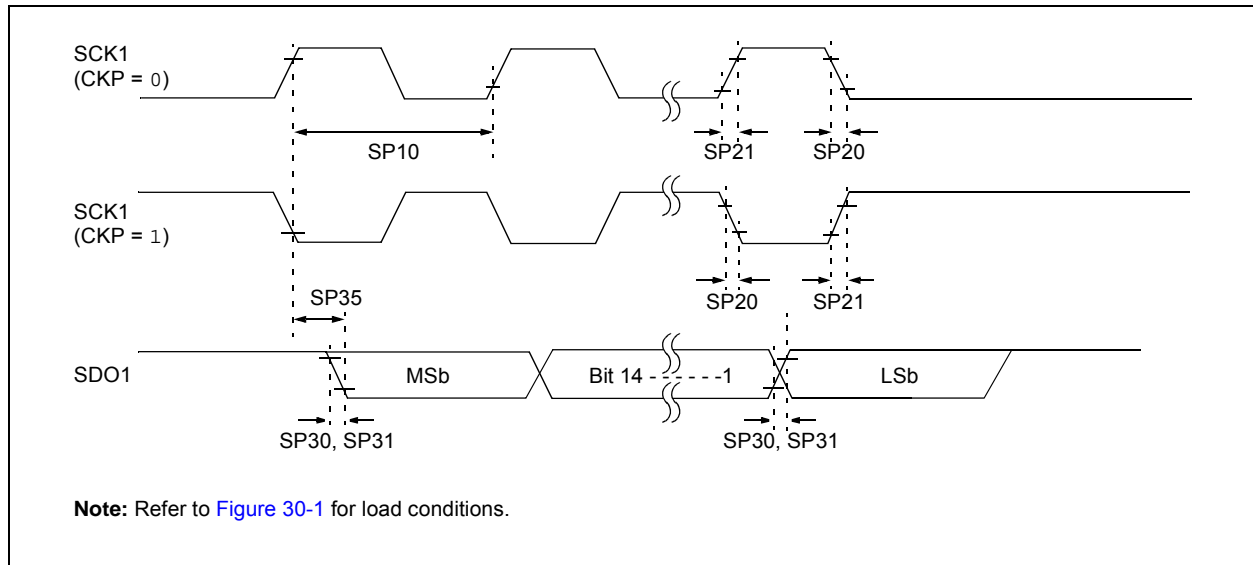 SCK1
(CKP = 0)
SP10
SP21
SP20
SCK1
(CKP = 1)
SP35
SP20
SP21
SDO1
MSb
Bit 14 - - - - - - -1
LSb
SP30, SP31
SP30, SP31
Note: Refer to Figure 30-1 for load conditions.